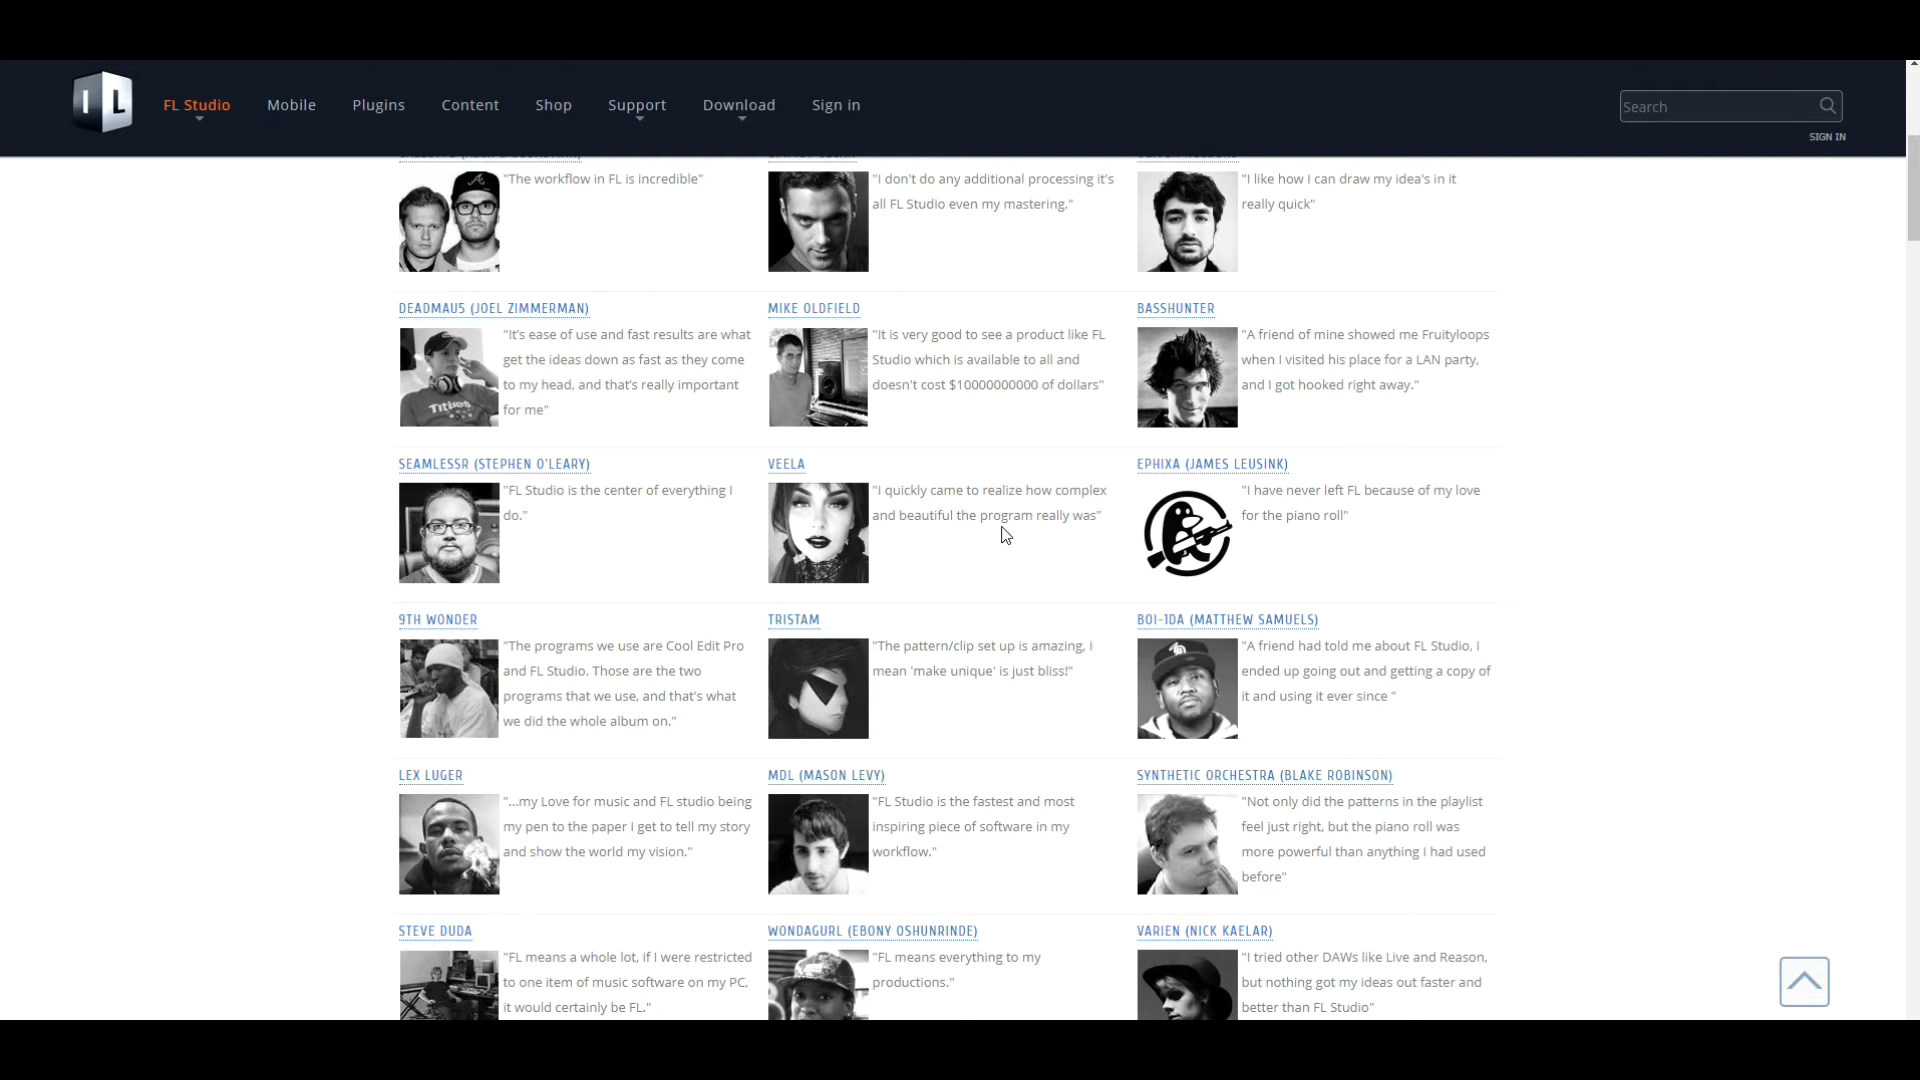 I L
FL Studio
Mobile
Plugins
Content
Shop
Support
Download
Sign in
Search
SIGN IN
"The workflow in FL is incredible"
"I don't do any additional processing it's
all FL Studio even my mastering."
"I like how I can draw my idea's in it
really quick"
DEADMAU5 (JOEL ZIMMERMAN)
"It's ease of use and fast results are what
get the ideas down as fast as they come
to my head, and that's really important
for me"
MIKE OLDFIELD
"It is very good to see a product like FL
Studio which is available to all and
doesn't cost $10000000000 of dollars"
BASSHUNTER
"A friend of mine showed me Fruityloops
when I visited his place for a LAN party,
and I got hooked right away."
SEAMLESSR (STEPHEN O'LEARY)
"FL Studio is the center of everything I
do."
VEELA
"I quickly came to realize how complex
and beautiful the program really was"
EPHIXA (JAMES LEUSINK)
"I have never left FL because of my love
for the piano roll"
9TH WONDER
"The programs we use are Cool Edit Pro
and FL Studio. Those are the two
programs that we use, and that's what
we did the whole album on."
TRISTAM
"The pattern/clip set up is amazing, I
mean 'make unique' is just bliss!"
BOI-1DA (MATTHEW SAMUELS)
"A friend had told me about FL Studio, I
ended up going out and getting a copy of
it and using it ever since "
LEX LUGER
"...my Love for music and FL studio being
my pen to the paper I get to tell my story
and show the world my vision."
MDL (MASON LEVY)
"FL Studio is the fastest and most
inspiring piece of software in my
workflow."
SYNTHETIC ORCHESTRA (BLAKE ROBINSON)
"Not only did the patterns in the playlist
feel just right, but the piano roll was
more powerful than anything I had used
before"
STEVE DUDA
"FL means a whole lot, if I were restricted
to one item of music software on my PC,
it would certainly be FL."
WONDAGURL (EBONY OSHUNRINDE)
"FL means everything to my
productions."
VARIEN (NICK KAELAR)
"I tried other DAWs like Live and Reason,
but nothing got my ideas out faster and
better than FL Studio"